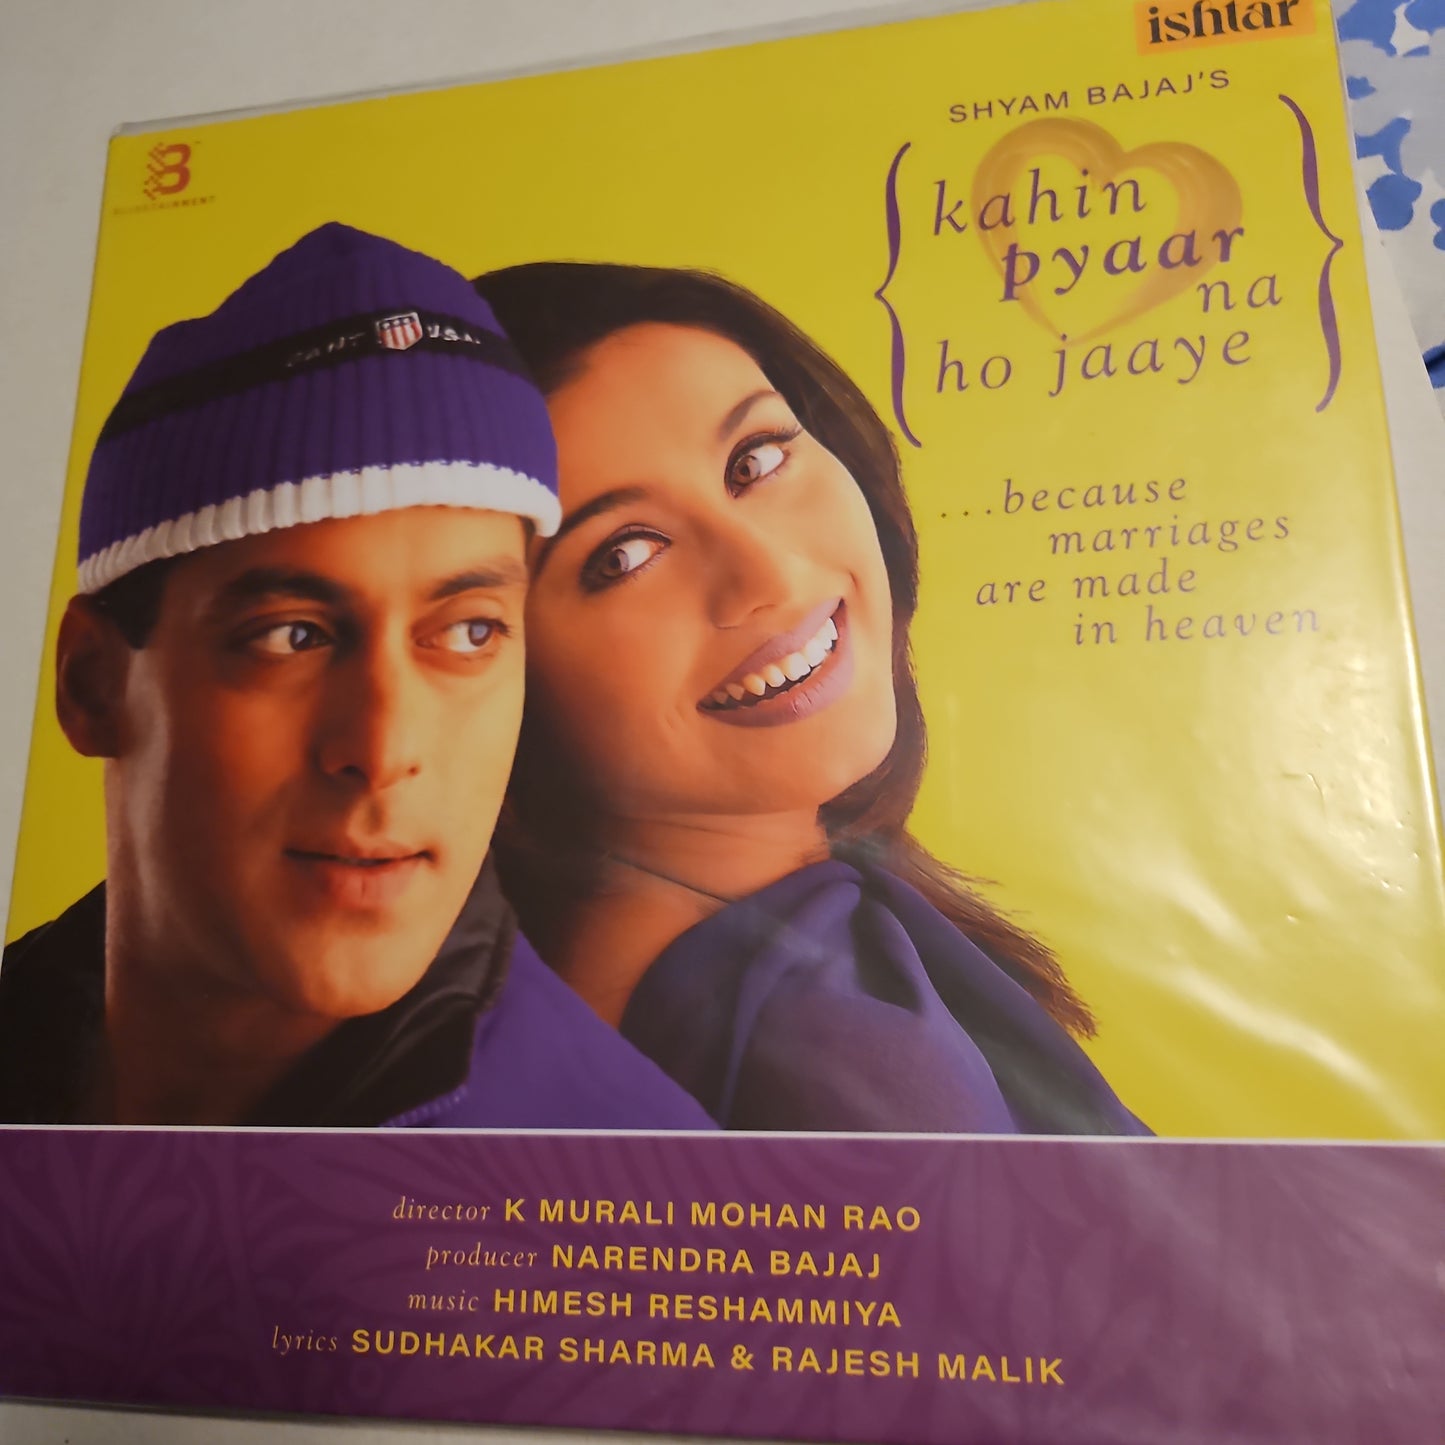 ishtar
SHYAM BAJAJ'S
B
kahin
pyaar
na
ho jaaye
...because
marriages
are made
in heaven
director K MURALI MOHAN RAO
producer NARENDRA BAJAJ
music HIMESH RESHAMMIYA
lyrics SUDHAKAR SHARMA & RAJESH MALIK